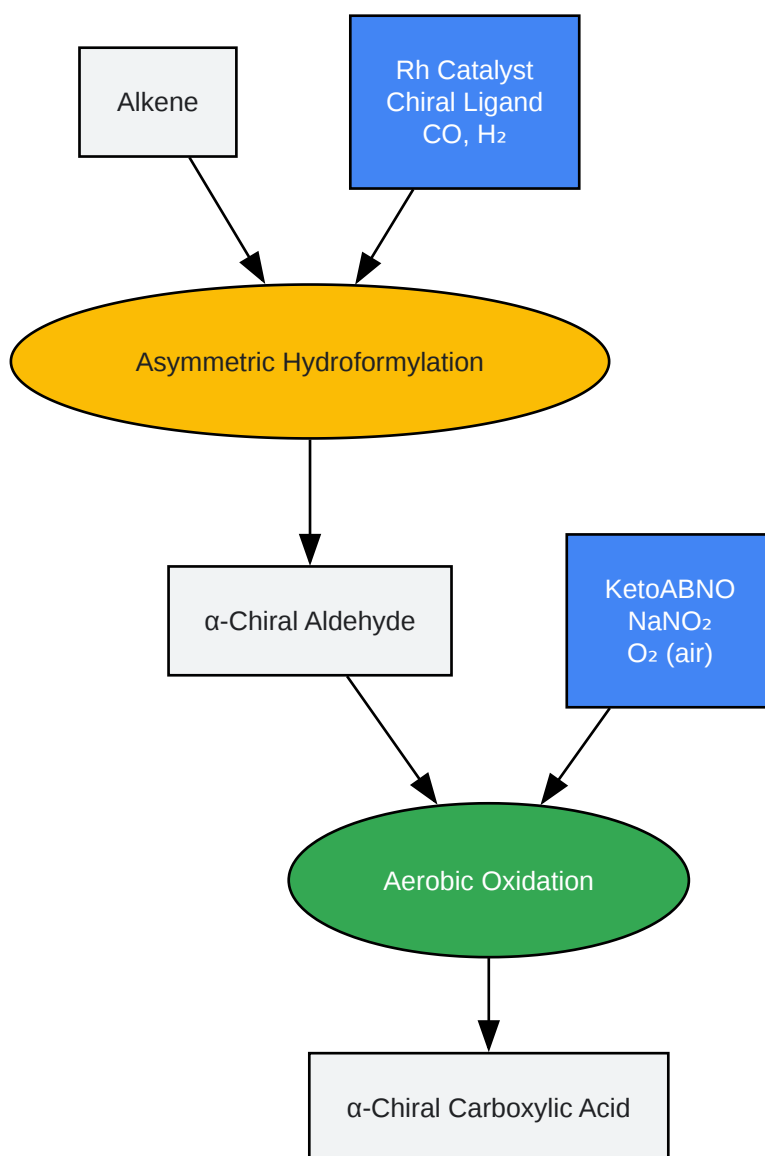 Alkene
Rh Catalyst
Chiral Ligand
CO, H₂
Asymmetric Hydroformylation
α-Chiral Aldehyde
KetoABNO
NaNO₂
O₂ (air)
Aerobic Oxidation
α-Chiral Carboxylic Acid